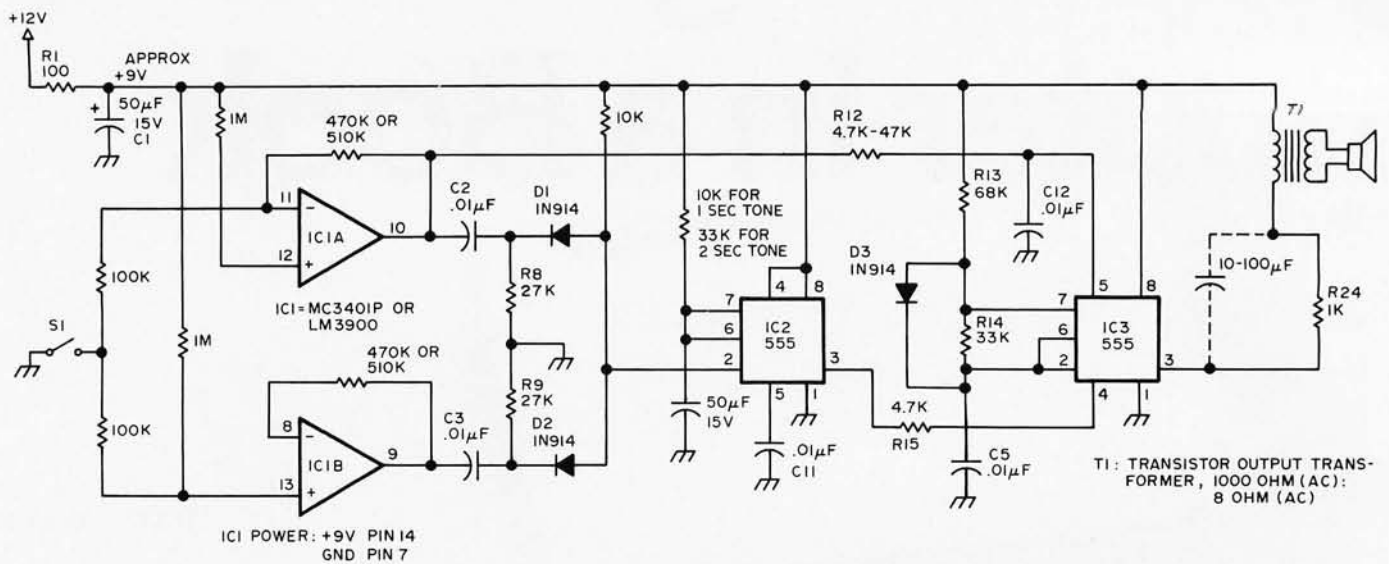 +12V
R1
100
APPROX
+9V
+
50µF
15V
C1
1M
470K OR
510K
11
−
IC1A
10
12
+
100K
IC1=MC3401P OR
LM3900
S1
1M
100K
470K OR
510K
8
−
IC1B
9
13
+
IC1 POWER: +9V PIN 14
GND PIN 7
C2
.01µF
D1
1N914
R8
27K
R9
27K
C3
.01µF
D2
1N914
10K
10K FOR
1 SEC TONE
33K FOR
2 SEC TONE
4
8
7
6
2
IC2
555
3
5
1
50µF
15V
.01µF
C11
R12
4.7K-47K
R13
68K
C12
.01µF
D3
1N914
R14
33K
5
8
7
6
2
IC3
555
3
4
1
4.7K
R15
C5
.01µF
T1
10-100µF
R24
1K
T1: TRANSISTOR OUTPUT TRANS-
FORMER, 1000 OHM (AC):
8 OHM (AC)